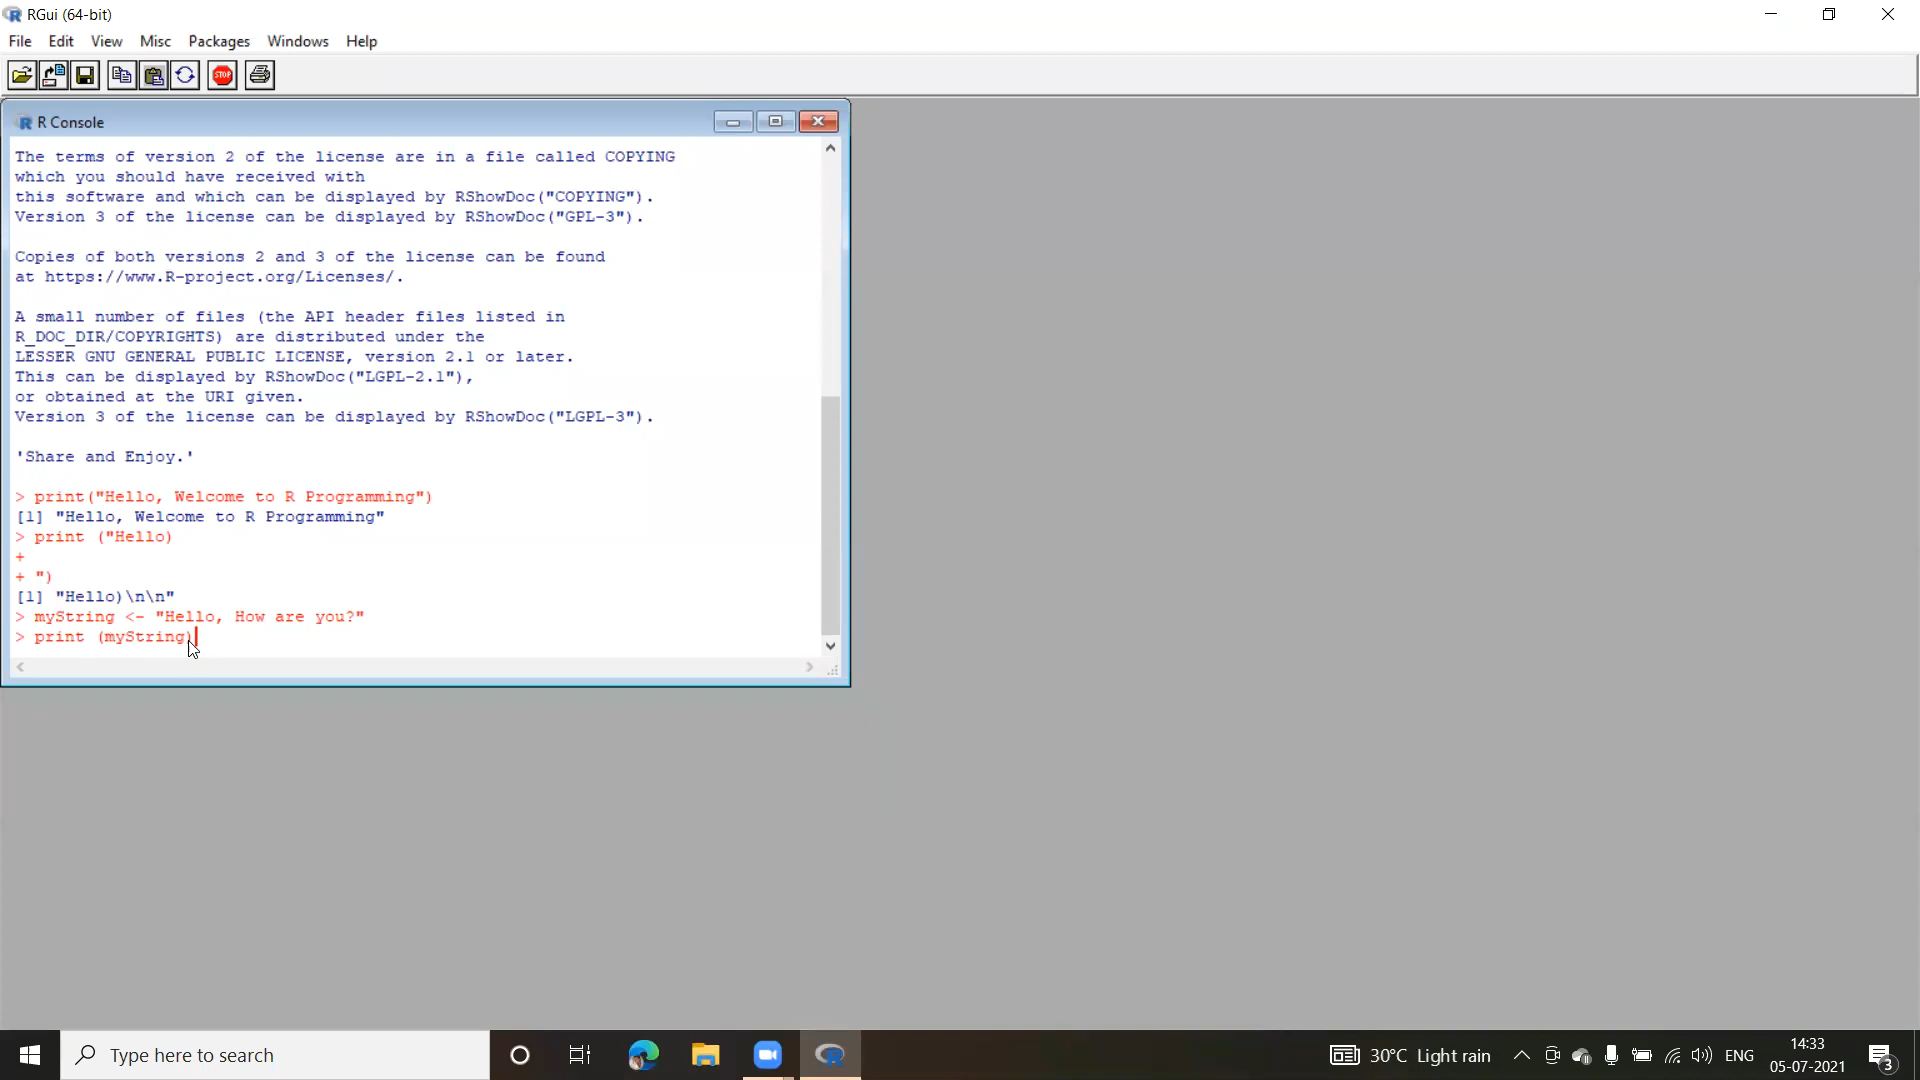 RGui (64-bit)
File Edit View Misc Packages Windows Help
STOP
R Console
The terms of version 2 of the license are in a file called COPYING
which you should have received with
this software and which can be displayed by RShowDoc("COPYING").
Version 3 of the license can be displayed by RShowDoc("GPL-3").
Copies of both versions 2 and 3 of the license can be found
at https://www.R-project.org/Licenses/.
A small number of files (the API header files listed in
R_DOC_DIR/COPYRIGHTS) are distributed under the
LESSER GNU GENERAL PUBLIC LICENSE, version 2.1 or later.
This can be displayed by RShowDoc("LGPL-2.1"),
or obtained at the URI given.
Version 3 of the license can be displayed by RShowDoc("LGPL-3").
'Share and Enjoy.'
> print("Hello, Welcome to R Programming")
[1] "Hello, Welcome to R Programming"
> print ("Hello)
+
+ ")
[1] "Hello)\n\n"
> myString <- "Hello, How are you?"
> print (myString)
Type here to search
30°C Light rain
ENG
14:33
05-07-2021
3